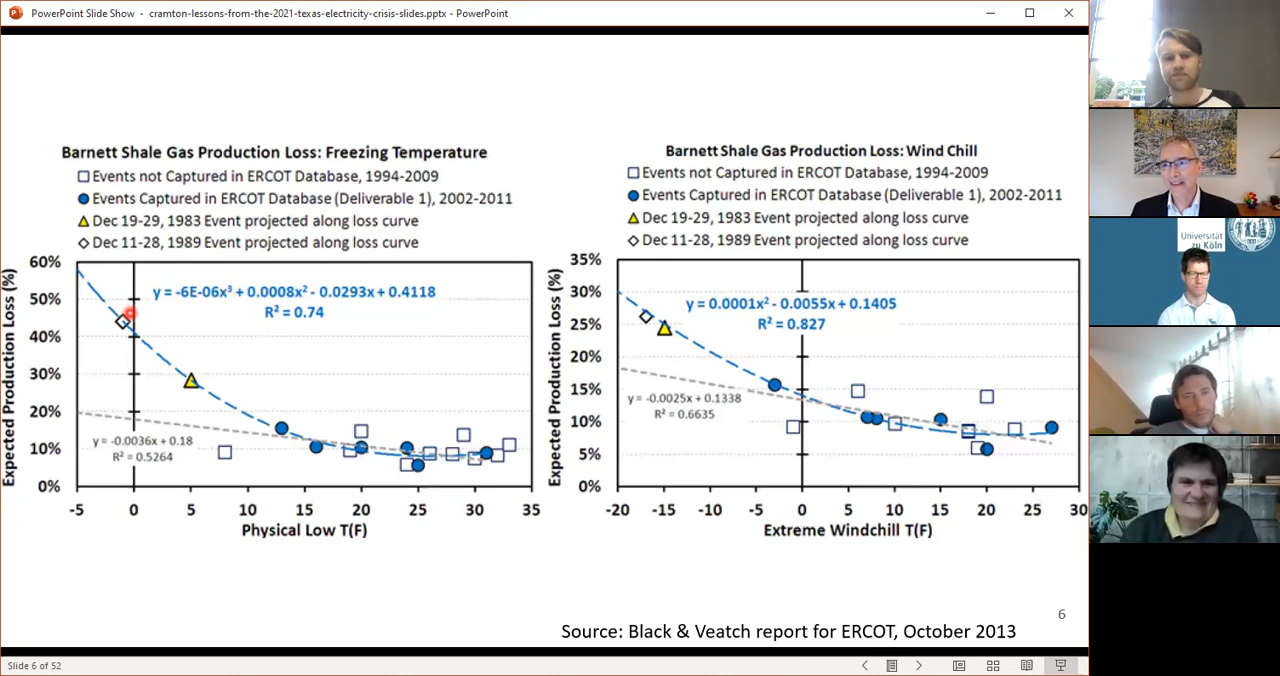 PowerPoint Slide Show - cramton-lessons-from-the-2021-texas-electricity-crisis-slides.pptx - PowerPoint
Barnett Shale Gas Production Loss: Freezing Temperature
Events not Captured in ERCOT Database, 1994-2009
Events Captured in ERCOT Database (Deliverable 1), 2002-2011
Dec 19-29, 1983 Event projected along loss curve
Dec 11-28, 1989 Event projected along loss curve
Expected Production Loss (%)
60%
50%
40%
30%
20%
10%
0%
y = -6E-06x³ + 0.0008x² - 0.0293x + 0.4118
R² = 0.74
y = -0.0036x + 0.18
R² = 0.5264
-5 0 5 10 15 20 25 30 35
Physical Low T(F)
Barnett Shale Gas Production Loss: Wind Chill
Events not Captured in ERCOT Database, 1994-2009
Events Captured in ERCOT Database (Deliverable 1), 2002-2011
Dec 19-29, 1983 Event projected along loss curve
Dec 11-28, 1989 Event projected along loss curve
Expected Production Loss (%)
35%
30%
25%
20%
15%
10%
5%
0%
y = 0.0001x² - 0.0055x + 0.1405
R² = 0.827
y = -0.0025x + 0.1338
R² = 0.6635
-20 -15 -10 -5 0 5 10 15 20 25 30
Extreme Windchill T(F)
6
Source: Black & Veatch report for ERCOT, October 2013
Slide 6 of 52
Universität
zu Köln